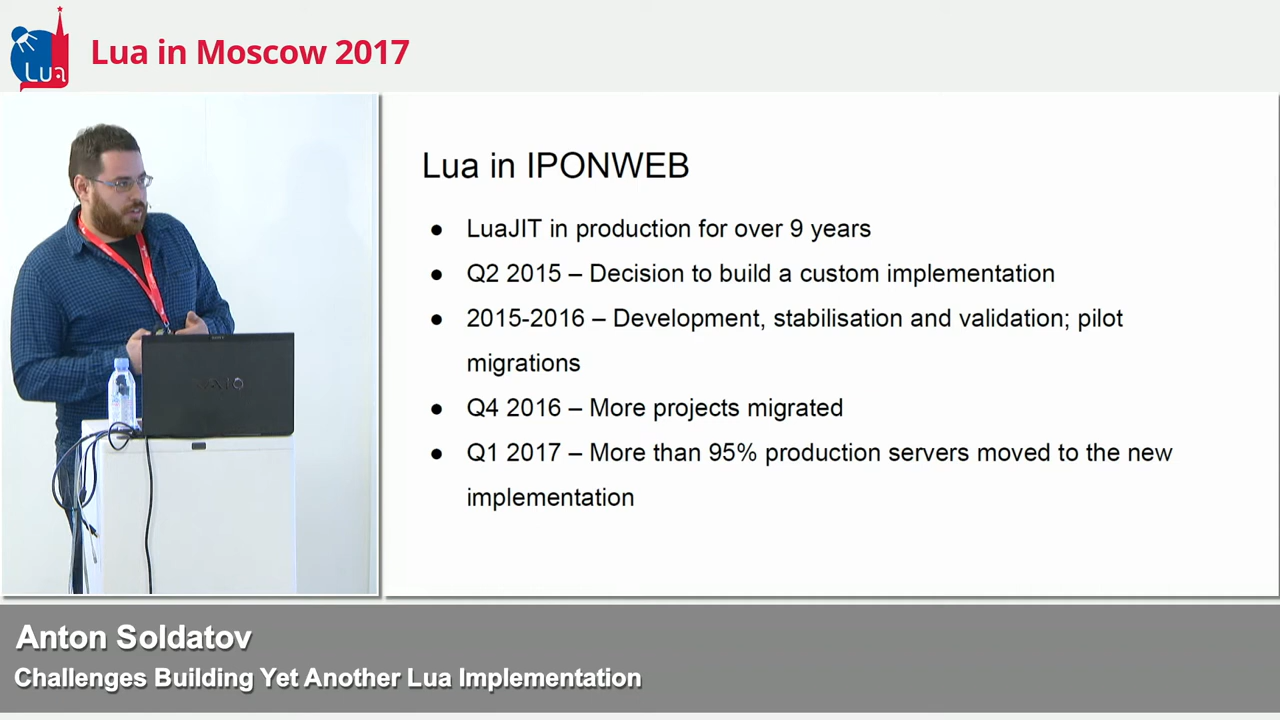 Lua
Lua in Moscow 2017
Lua in IPONWEB
● LuaJIT in production for over 9 years
● Q2 2015 – Decision to build a custom implementation
● 2015-2016 – Development, stabilisation and validation; pilot
migrations
● Q4 2016 – More projects migrated
● Q1 2017 – More than 95% production servers moved to the new
implementation
VAIO
Anton Soldatov
Challenges Building Yet Another Lua Implementation